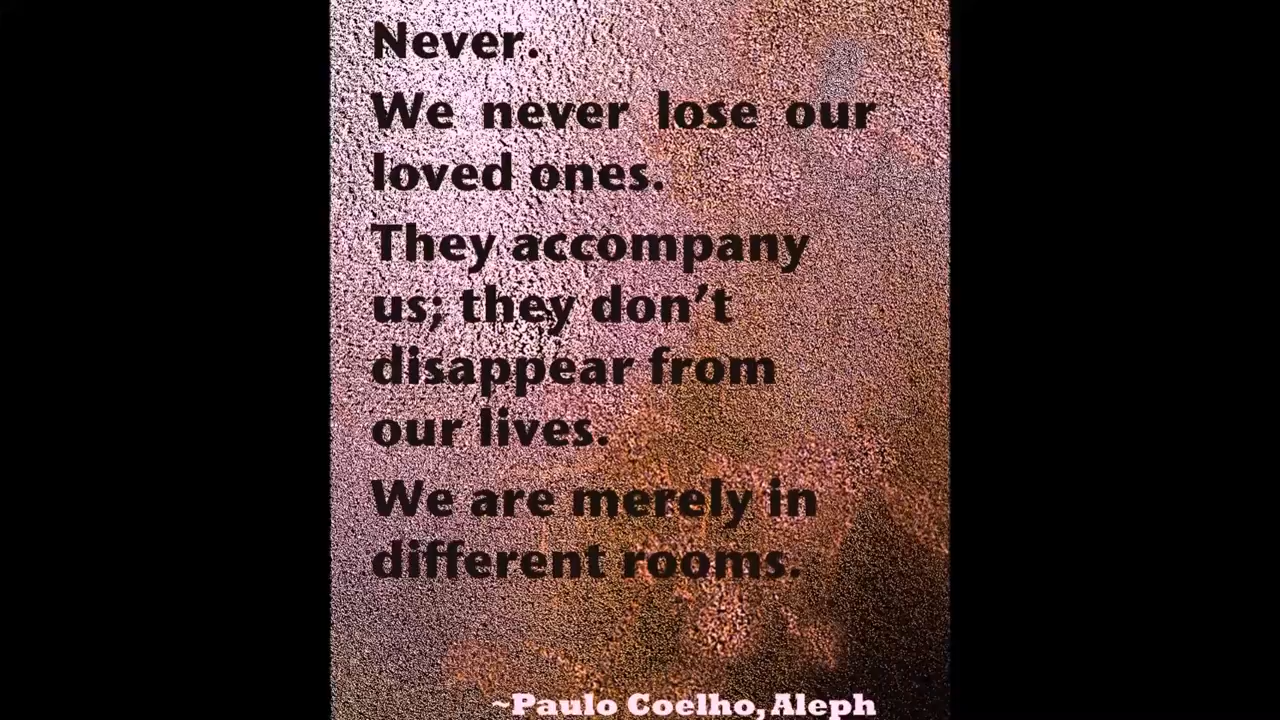 Never.
We never lose our
loved ones.
They accompany
us; they don’t
disappear from
our lives.
We are merely in
different rooms.
~Paulo Coelho, Aleph